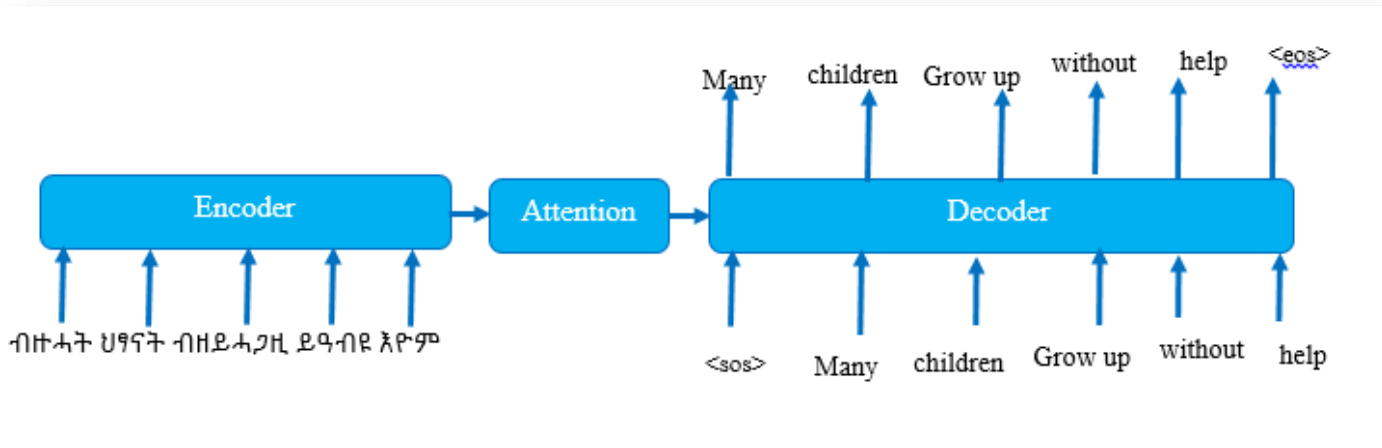 Many children Grow up without help <eos>
Encoder Attention Decoder
ብዙሓት ህፃናት ብዘይሓጋዚ ይዓብዩ እዮም
<sos> Many children Grow up without help